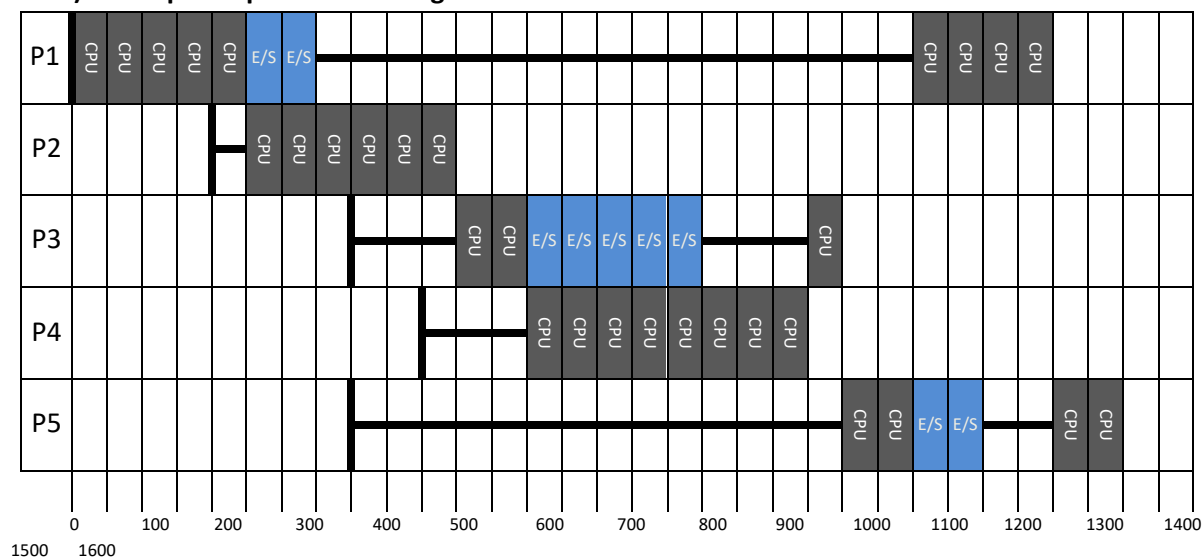 P1 CPU CPU CPU CPU CPU E/S E/S CPU CPU CPU CPU
P2 CPU CPU CPU CPU CPU CPU
P3 CPU CPU E/S E/S E/S E/S E/S CPU
P4 CPU CPU CPU CPU CPU CPU CPU CPU
P5 CPU CPU E/S E/S CPU CPU
0 100 200 300 400 500 600 700 800 900 1000 1100 1200 1300 1400
1500 1600